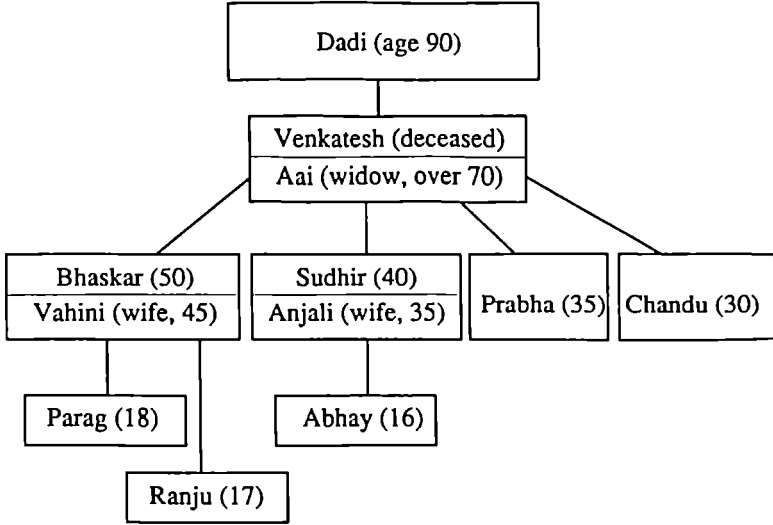 Dadi (age 90)
Venkatesh (deceased)
Aai (widow, over 70)
Bhaskar (50)
Vahini (wife, 45)
Sudhir (40)
Anjali (wife, 35)
Prabha (35)
Chandu (30)
Parag (18)
Abhay (16)
Ranju (17)